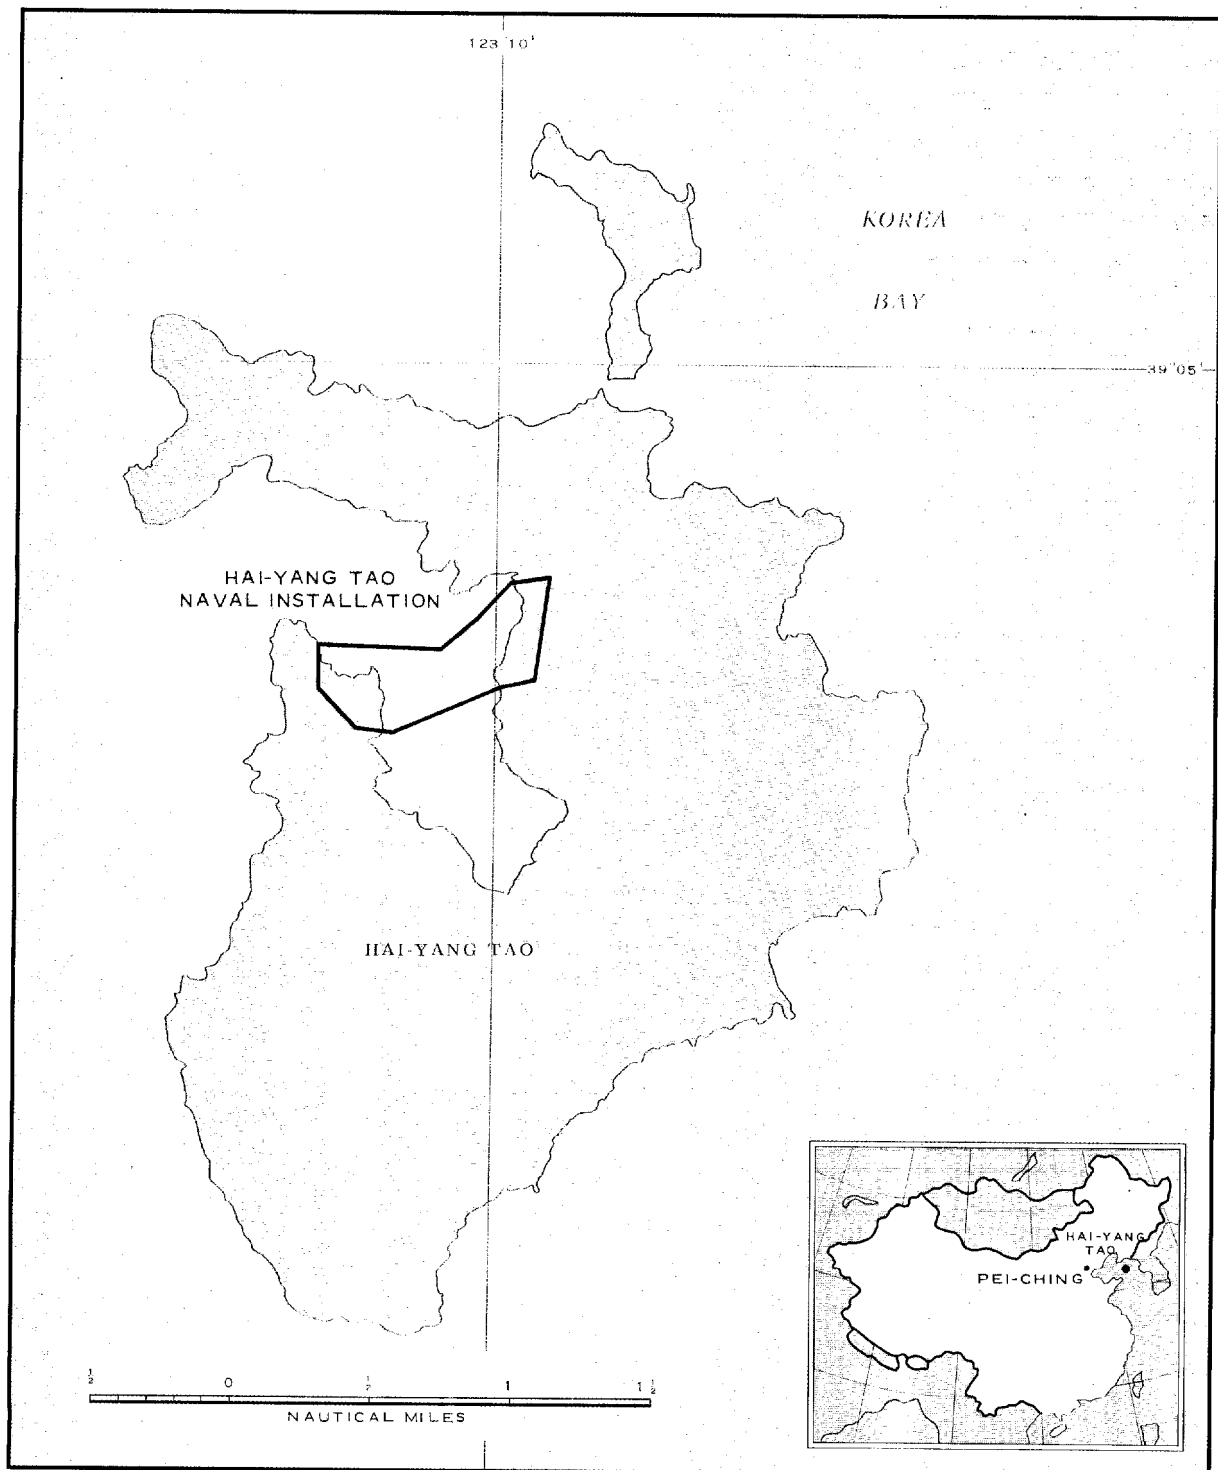 123°10'
KOREA
BAY
39°05'
HAI-YANG TAO
NAVAL INSTALLATION
HAI-YANG TAO
HAI-YANG
TAO
PEI-CHING
½ 0 ½ 1 1½
NAUTICAL MILES